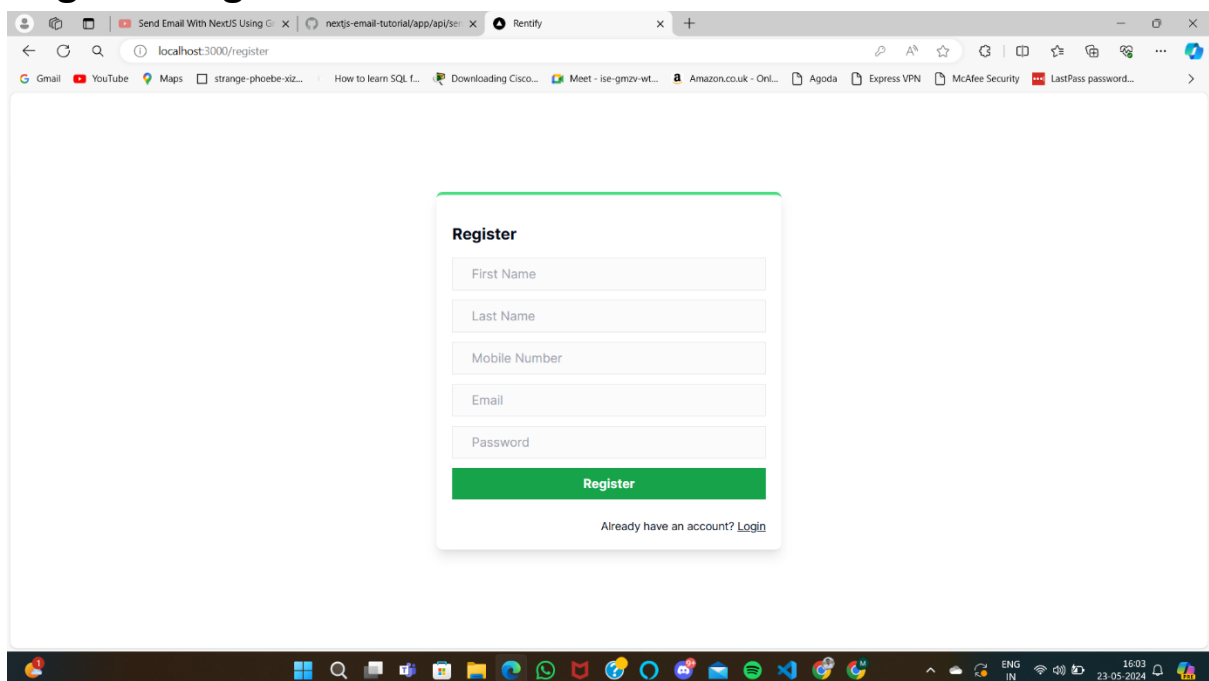 Send Email With NextJS Using G
nextjs-email-tutorial/app/api/sen
Rentify
localhost:3000/register
Gmail
YouTube
Maps
strange-phoebe-xiz...
How to learn SQL f...
Downloading Cisco...
Meet - ise-gmzv-wt...
Amazon.co.uk - Onl...
Agoda
Express VPN
McAfee Security
LastPass password...
Register
First Name
Last Name
Mobile Number
Email
Password
Register
Already have an account? Login
ENG
IN
16:03
23-05-2024